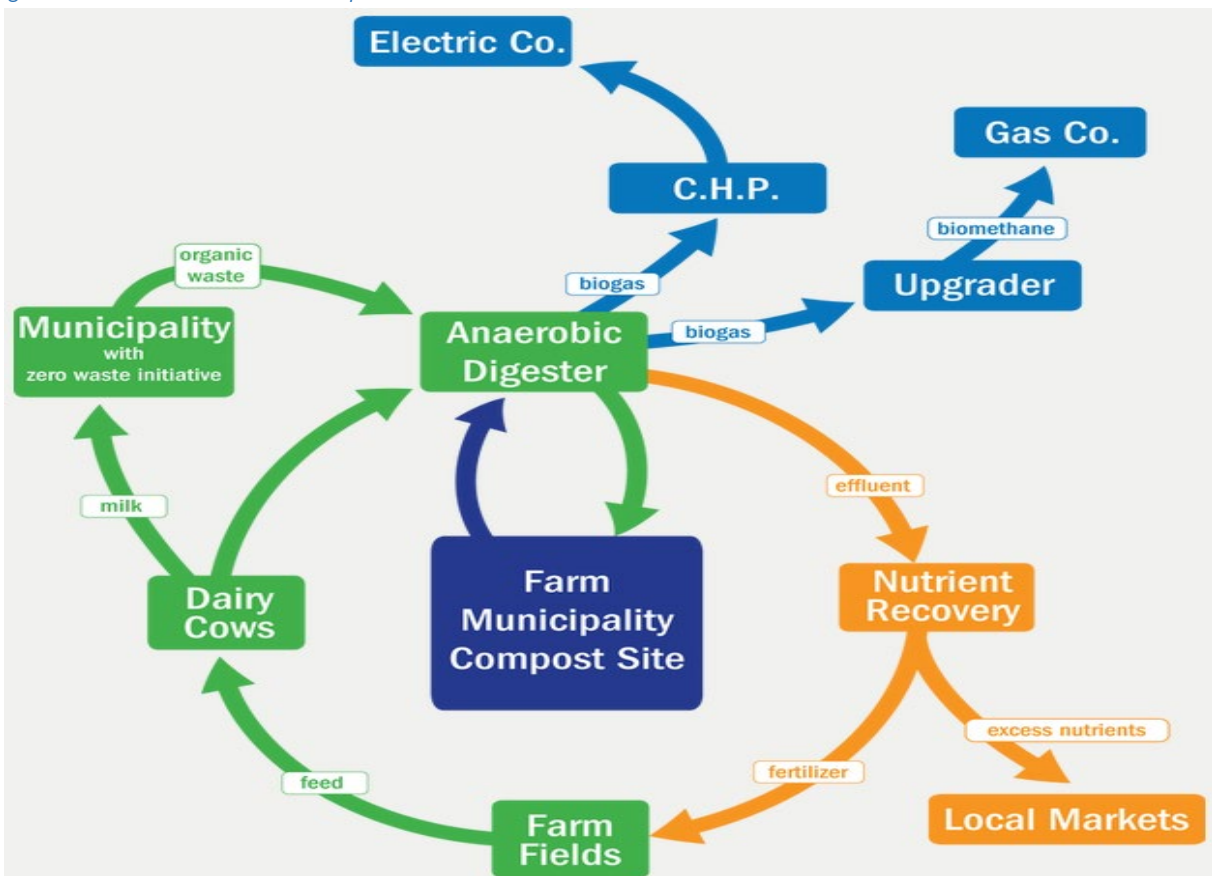 Electric Co.
Gas Co.
C.H.P.
biomethane
organic
waste
biogas
Upgrader
Municipality
with
zero waste initiative
Anaerobic
Digester
biogas
effluent
milk
Farm
Municipality
Compost Site
Dairy
Cows
Nutrient
Recovery
excess nutrients
fertilizer
feed
Farm
Fields
Local Markets